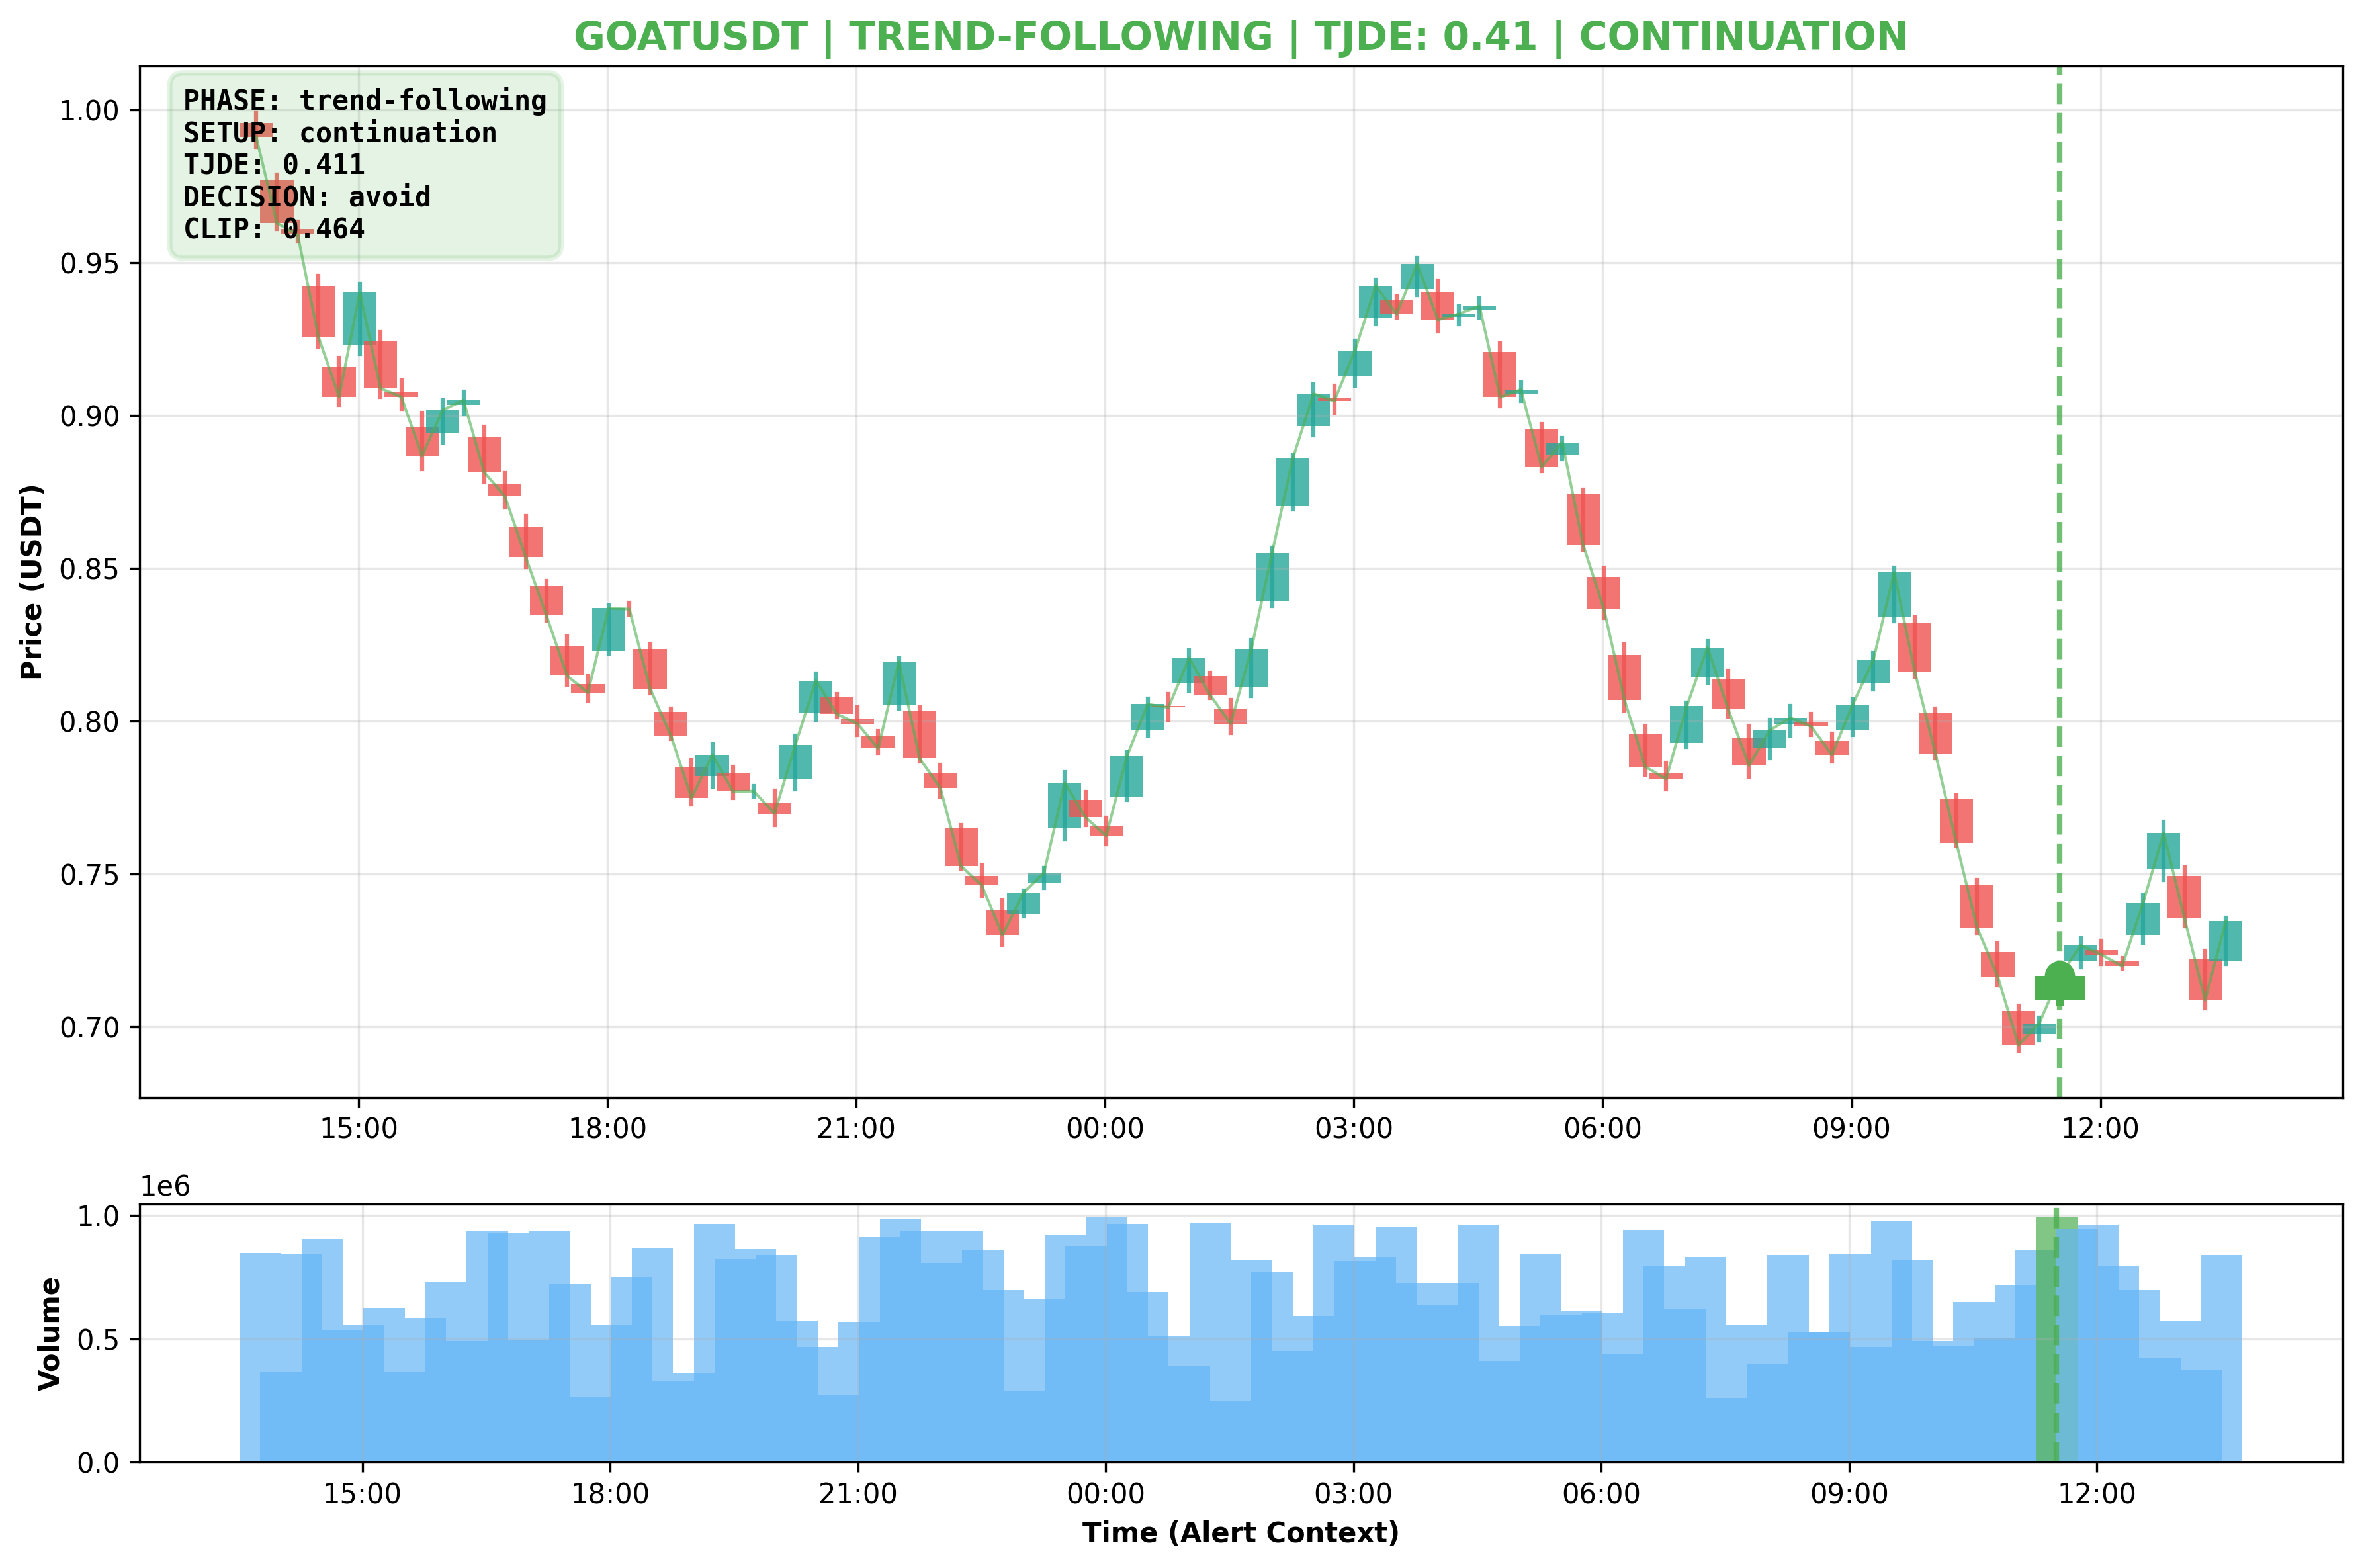 GOATUSDT | TREND-FOLLOWING | TJDE: 0.41 | CONTINUATION
PHASE: trend-following
SETUP: continuation
TJDE: 0.411
DECISION: avoid
CLIP: 0.464
Price (USDT)
1.00
0.95
0.90
0.85
0.80
0.75
0.70
15:00 18:00 21:00 00:00 03:00 06:00 09:00 12:00
1e6
Volume
1.0
0.5
0.0
15:00 18:00 21:00 00:00 03:00 06:00 09:00 12:00
Time (Alert Context)